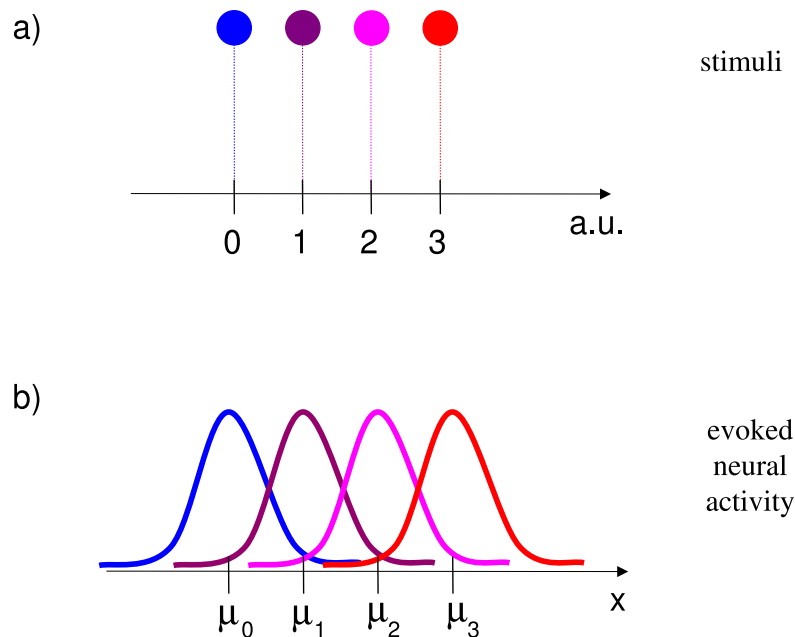 a)
stimuli
0 1 2 3
a.u.
b)
evoked
neural
activity
μ0 μ1 μ2 μ3 x